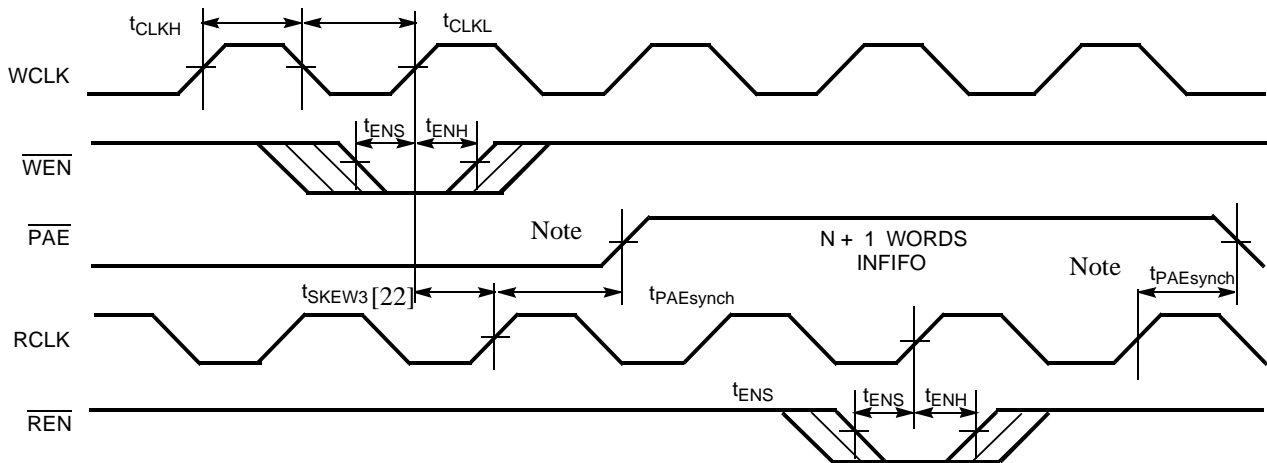 tCLKH tCLKL
WCLK
tENS tENH
WEN
Note
PAE
N + 1 WORDS
INFIFO
Note
tPAEsynch
tSKEW3 [22]
tPAEsynch
RCLK
tENS
tENS tENH
REN